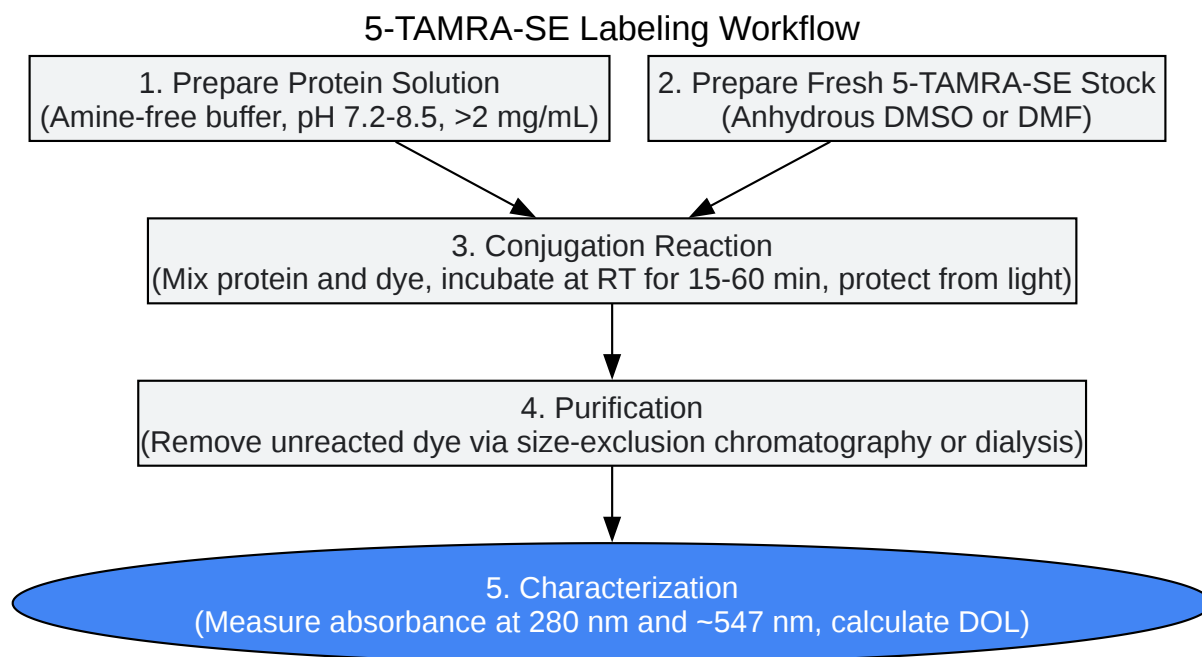 5-TAMRA-SE Labeling Workflow
1. Prepare Protein Solution
(Amine-free buffer, pH 7.2-8.5, >2 mg/mL)
2. Prepare Fresh 5-TAMRA-SE Stock
(Anhydrous DMSO or DMF)
3. Conjugation Reaction
(Mix protein and dye, incubate at RT for 15-60 min, protect from light)
4. Purification
(Remove unreacted dye via size-exclusion chromatography or dialysis)
5. Characterization
(Measure absorbance at 280 nm and ~547 nm, calculate DOL)